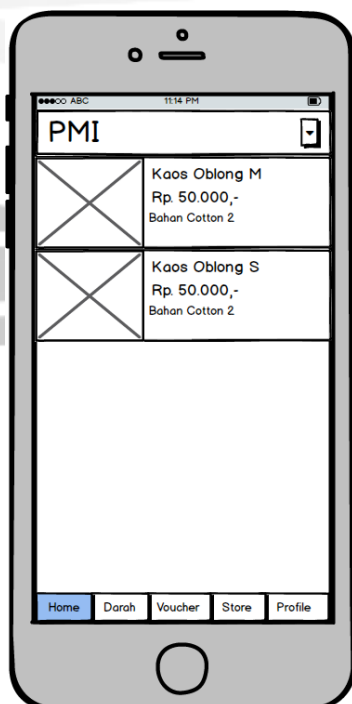 ABC 11:14 PM
PMI
Kaos Oblong M
Rp. 50.000,-
Bahan Cotton 2
Kaos Oblong S
Rp. 50.000,-
Bahan Cotton 2
Home Darah Voucher Store Profile